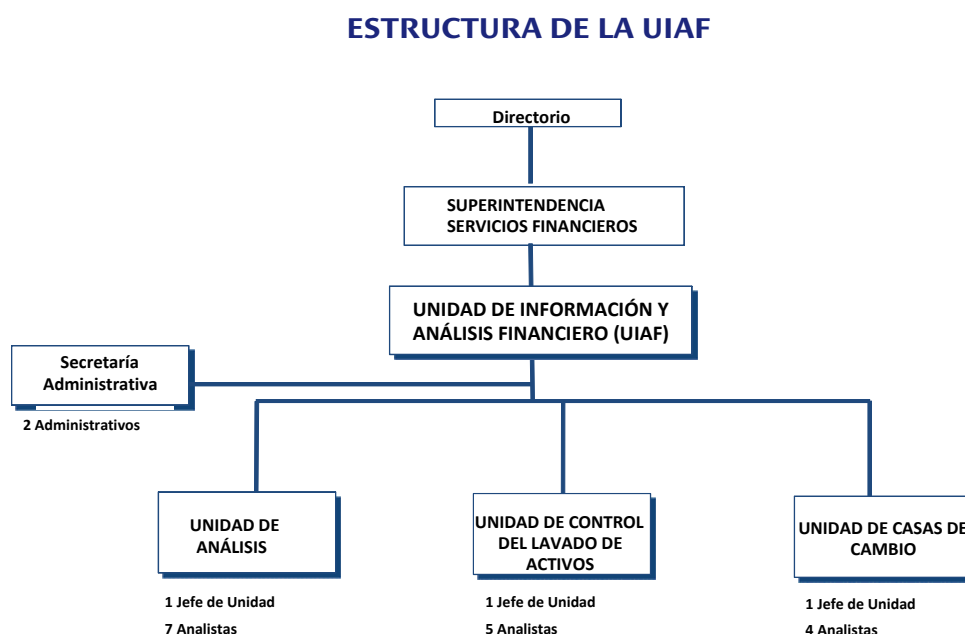 ESTRUCTURA DE LA UIAF
Directorio
SUPERINTENDENCIA
SERVICIOS FINANCIEROS
UNIDAD DE INFORMACIÓN Y
ANÁLISIS FINANCIERO (UIAF)
Secretaría
Administrativa
2 Administrativos
UNIDAD DE
ANÁLISIS
1 Jefe de Unidad
7 Analistas
UNIDAD DE CONTROL
DEL LAVADO DE
ACTIVOS
1 Jefe de Unidad
5 Analistas
UNIDAD DE CASAS DE
CAMBIO
1 Jefe de Unidad
4 Analistas